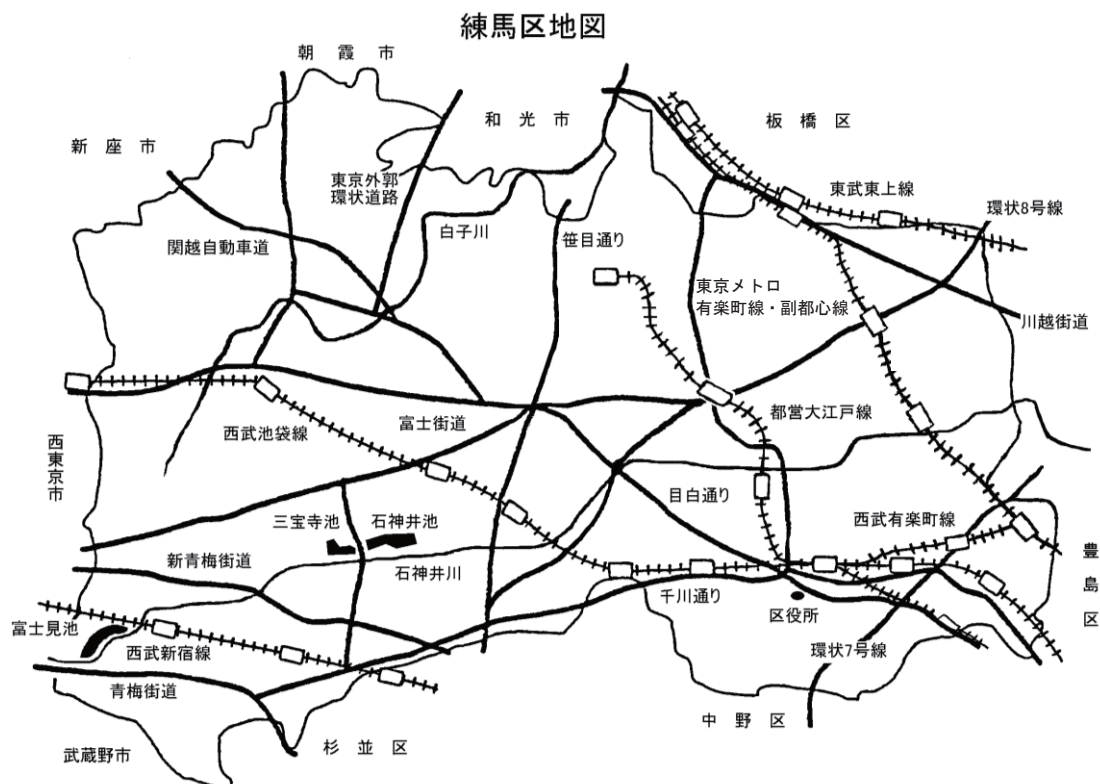 練馬区地図
朝霞市
和光市
板橋区
新座市
東京外郭
環状道路
東武東上線
環状8号線
関越自動車道
白子川
笹目通り
東京メトロ
有楽町線・副都心線
川越街道
西武池袋線
富士街道
都営大江戸線
西東京市
目白通り
三宝寺池
石神井池
西武有楽町線
新青梅街道
石神井川
豊島区
千川通り
区役所
富士見池
西武新宿線
環状7号線
青梅街道
中野区
武蔵野市
杉並区